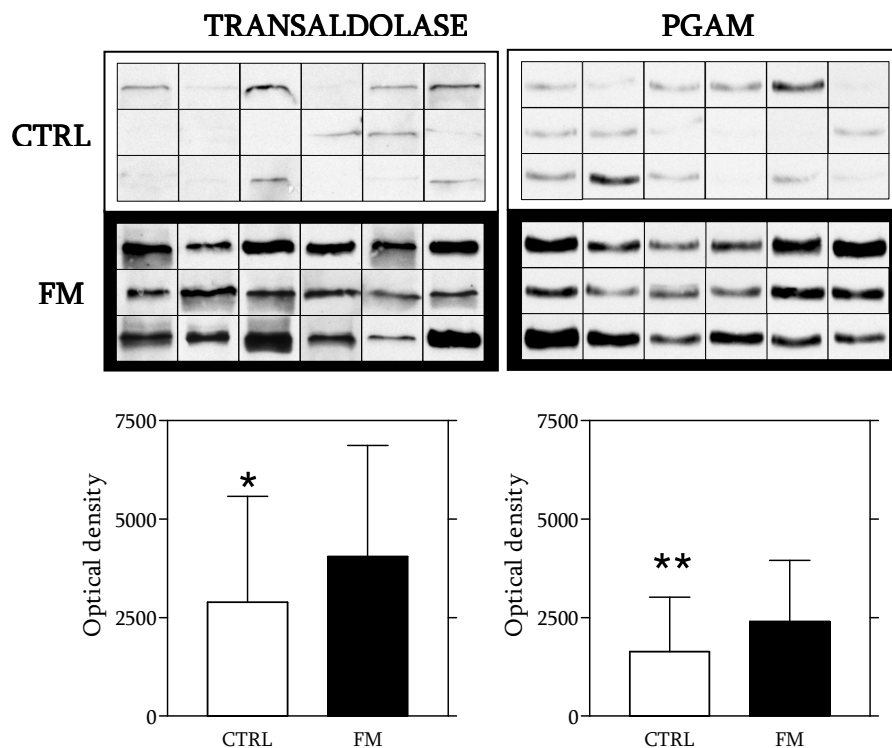 TRANSALDOLASE PGAM
CTRL
FM
7500 7500
* **
5000 5000
2500 2500
0 0
Optical density Optical density
CTRL FM CTRL FM